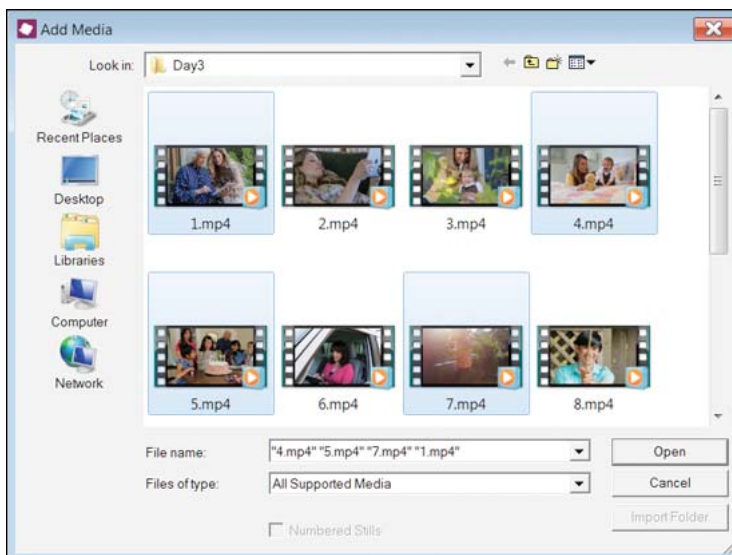 Add Media
Look in: Day3
Recent Places
Desktop
Libraries
Computer
Network
1.mp4 2.mp4 3.mp4 4.mp4
5.mp4 6.mp4 7.mp4 8.mp4
File name: "4.mp4" "5.mp4" "7.mp4" "1.mp4" Open
Files of type: All Supported Media Cancel
Numbered Stills Import Folder